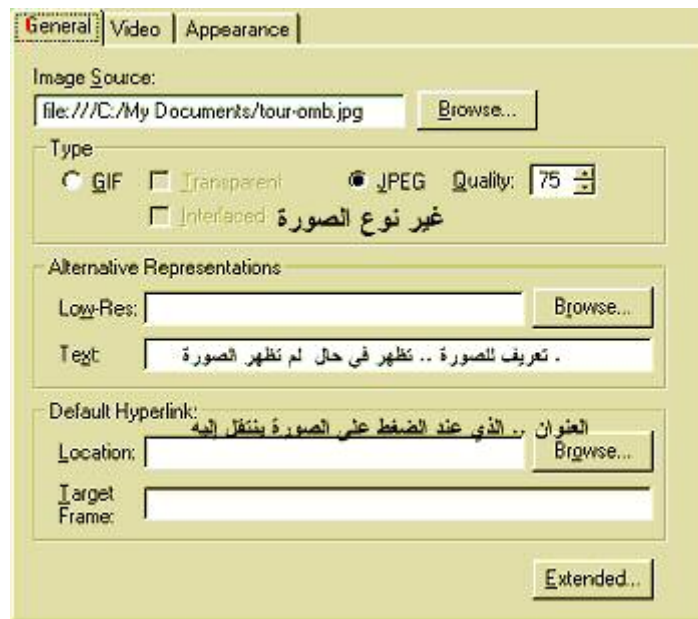 General Video Appearance
Image Source:
file:///C:/My Documents/tour-omb.jpg Browse...
Type
GIF Transparent JPEG Quality: 75
Interlaced غير نوع الصورة
Alternative Representations
Low-Res: Browse...
Text: تعريف للصورة .. تظهر في حال لم تظهر الصورة .
Default Hyperlink:
العنوان .. الذي عند الضغط على الصورة ينتقل إليه
Location: Browse...
Target
Frame:
Extended...